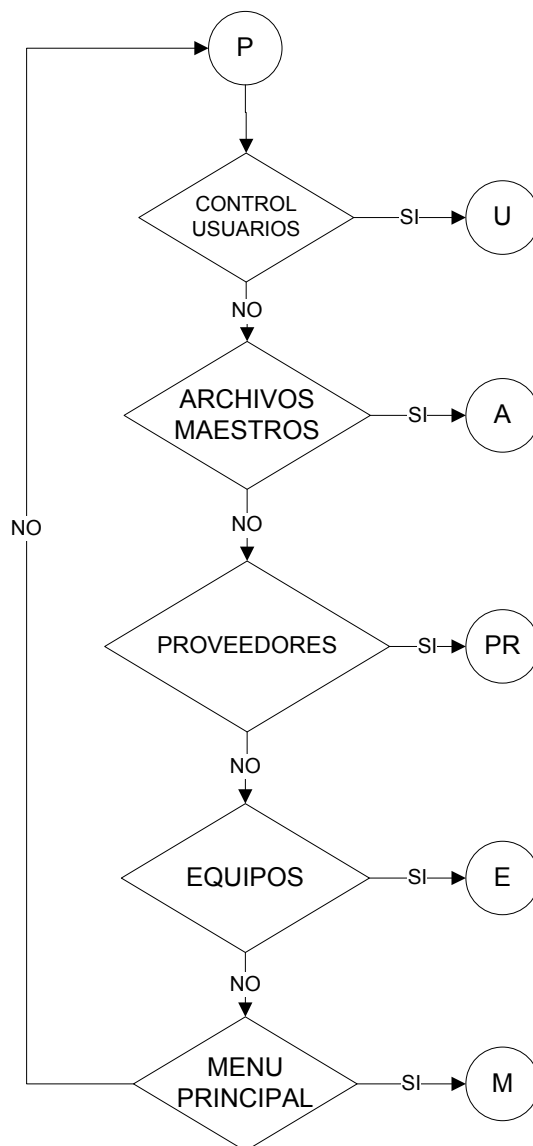 P
CONTROL
USUARIOS
SI
U
NO
ARCHIVOS
MAESTROS
SI
A
NO
NO
PROVEEDORES
SI
PR
NO
EQUIPOS
SI
E
NO
MENU
PRINCIPAL
SI
M